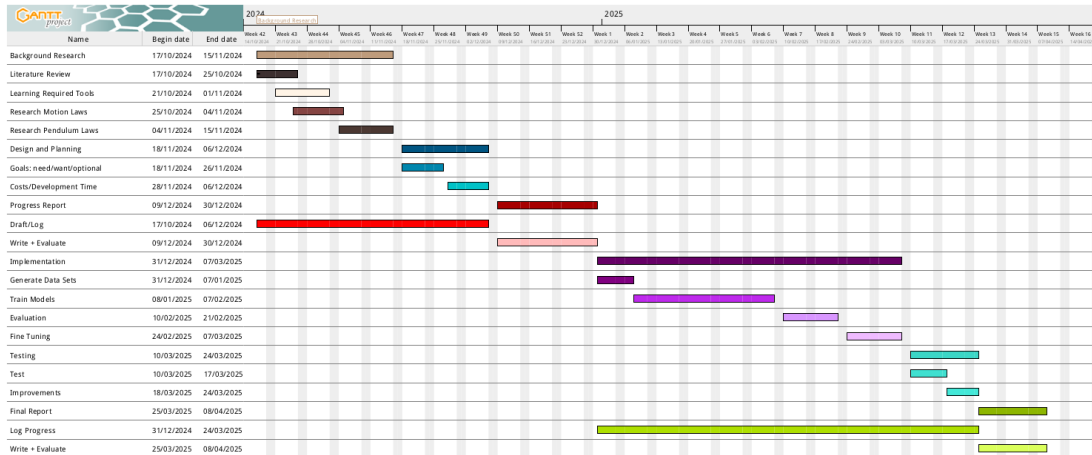 GANTT
project
2024
2025
Background Research
Name Begin date End date
Week 42 Week 43 Week 44 Week 45 Week 46 Week 47 Week 48 Week 49 Week 50 Week 51 Week 52 Week 1 Week 2 Week 3 Week 4 Week 5 Week 6 Week 7 Week 8 Week 9 Week 10 Week 11 Week 12 Week 13 Week 14 Week 15 Week 16
Background Research 17/10/2024 15/11/2024
Literature Review 17/10/2024 25/10/2024
Learning Required Tools 21/10/2024 01/11/2024
Research Motion Laws 25/10/2024 04/11/2024
Research Pendulum Laws 04/11/2024 15/11/2024
Design and Planning 18/11/2024 06/12/2024
Goals: need/want/optional 18/11/2024 26/11/2024
Costs/Development Time 28/11/2024 06/12/2024
Progress Report 09/12/2024 30/12/2024
Draft/Log 17/10/2024 06/12/2024
Write + Evaluate 09/12/2024 30/12/2024
Implementation 31/12/2024 07/03/2025
Generate Data Sets 31/12/2024 07/01/2025
Train Models 08/01/2025 07/02/2025
Evaluation 10/02/2025 21/02/2025
Fine Tuning 24/02/2025 07/03/2025
Testing 10/03/2025 24/03/2025
Test 10/03/2025 17/03/2025
Improvements 18/03/2025 24/03/2025
Final Report 25/03/2025 08/04/2025
Log Progress 31/12/2024 24/03/2025
Write + Evaluate 25/03/2025 08/04/2025